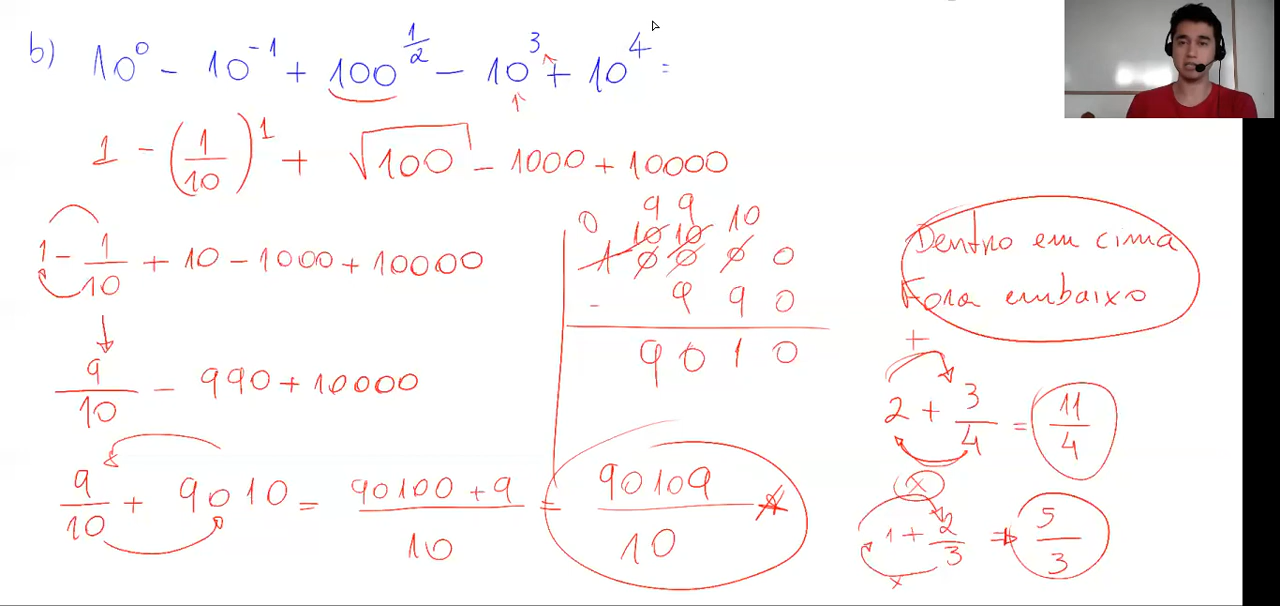 b) 10⁰ - 10⁻¹ + 100^(1/2) - 10³ + 10⁴ =
1 - (1/10)¹ + √100 - 1000 + 10000
1 - 1/10 + 10 - 1000 + 10000
9/10 - 990 + 10000
9/10 + 9010 = (90100 + 9)/10 = 90109/10
0 9 9 10
10 10
1 0 0 0 0
- 9 9 0
9 0 1 0
Dentro em cima
Fora embaixo
+
2 + 3/4 = 11/4
x
1 + 2/3 ⇒ 5/3
x